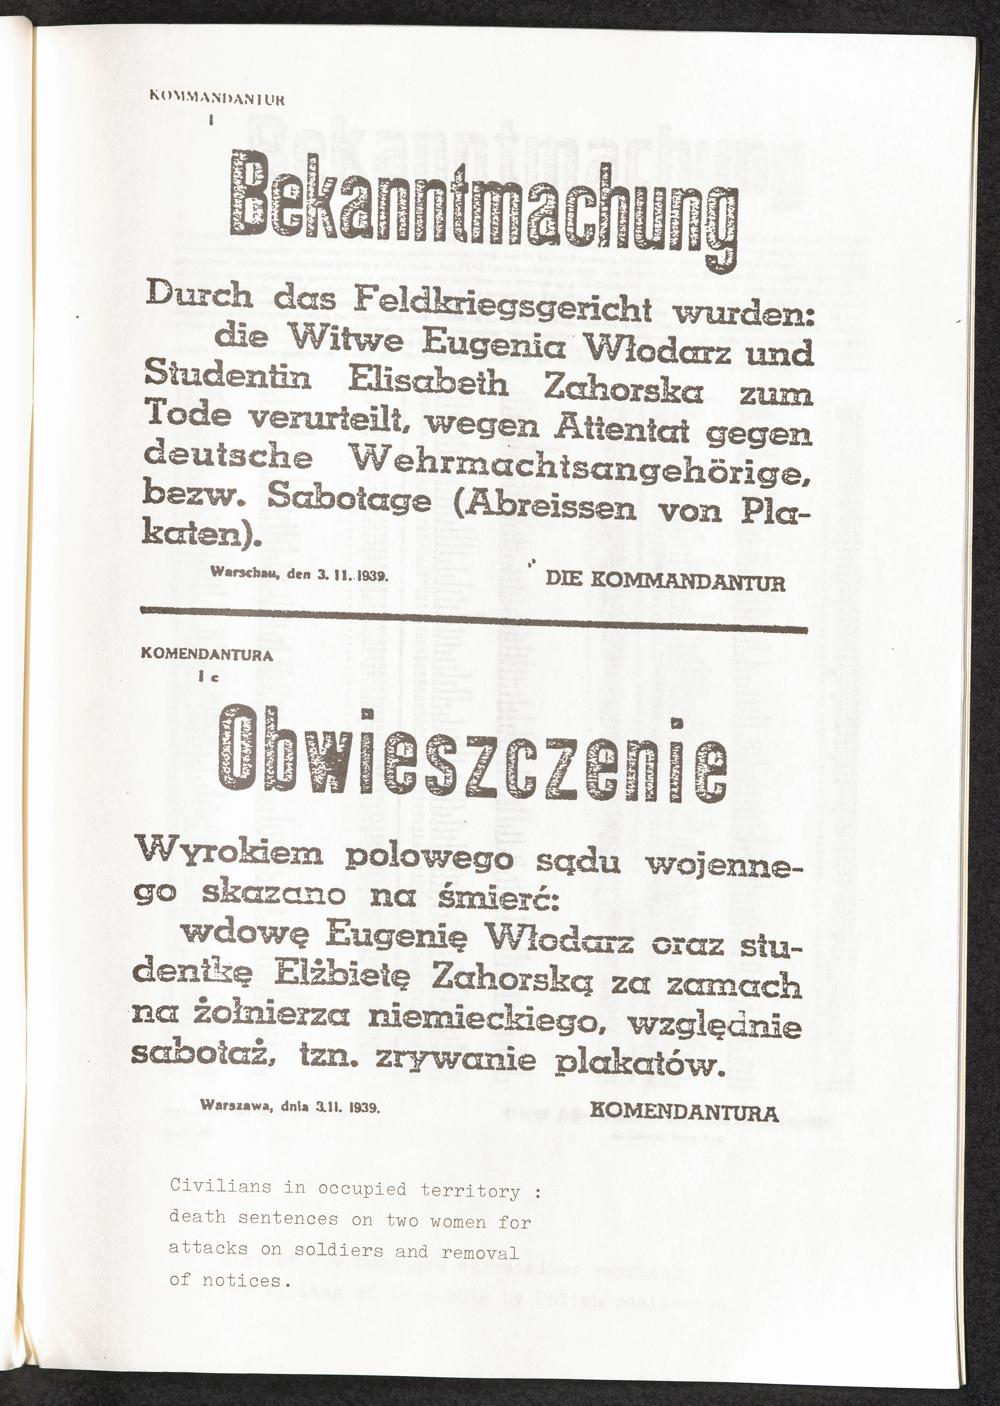 KOMMANDANTUR
I
Bekanntmachung
Durch das Feldkriegsgericht wurden:
die Witwe Eugenia Włodarz und
Studentin Elisabeth Zahorska zum
Tode verurteilt, wegen Attentat gegen
deutsche Wehrmachtsangehörige,
bezw. Sabotage (Abreissen von Pla-
katen).
Warschau, den 3. 11. 1939. DIE KOMMANDANTUR
KOMENDANTURA
I c
Obwieszczenie
Wyrokiem polowego sądu wojenne-
go skazano na śmierć:
wdowę Eugenię Włodarz oraz stu-
dentkę Elżbietę Zahorską za zamach
na żołnierza niemieckiego, względnie
sabotaż, tzn. zrywanie plakatów.
Warszawa, dnia 3.11. 1939. KOMENDANTURA
Civilians in occupied territory :
death sentences on two women for
attacks on soldiers and removal
of notices.